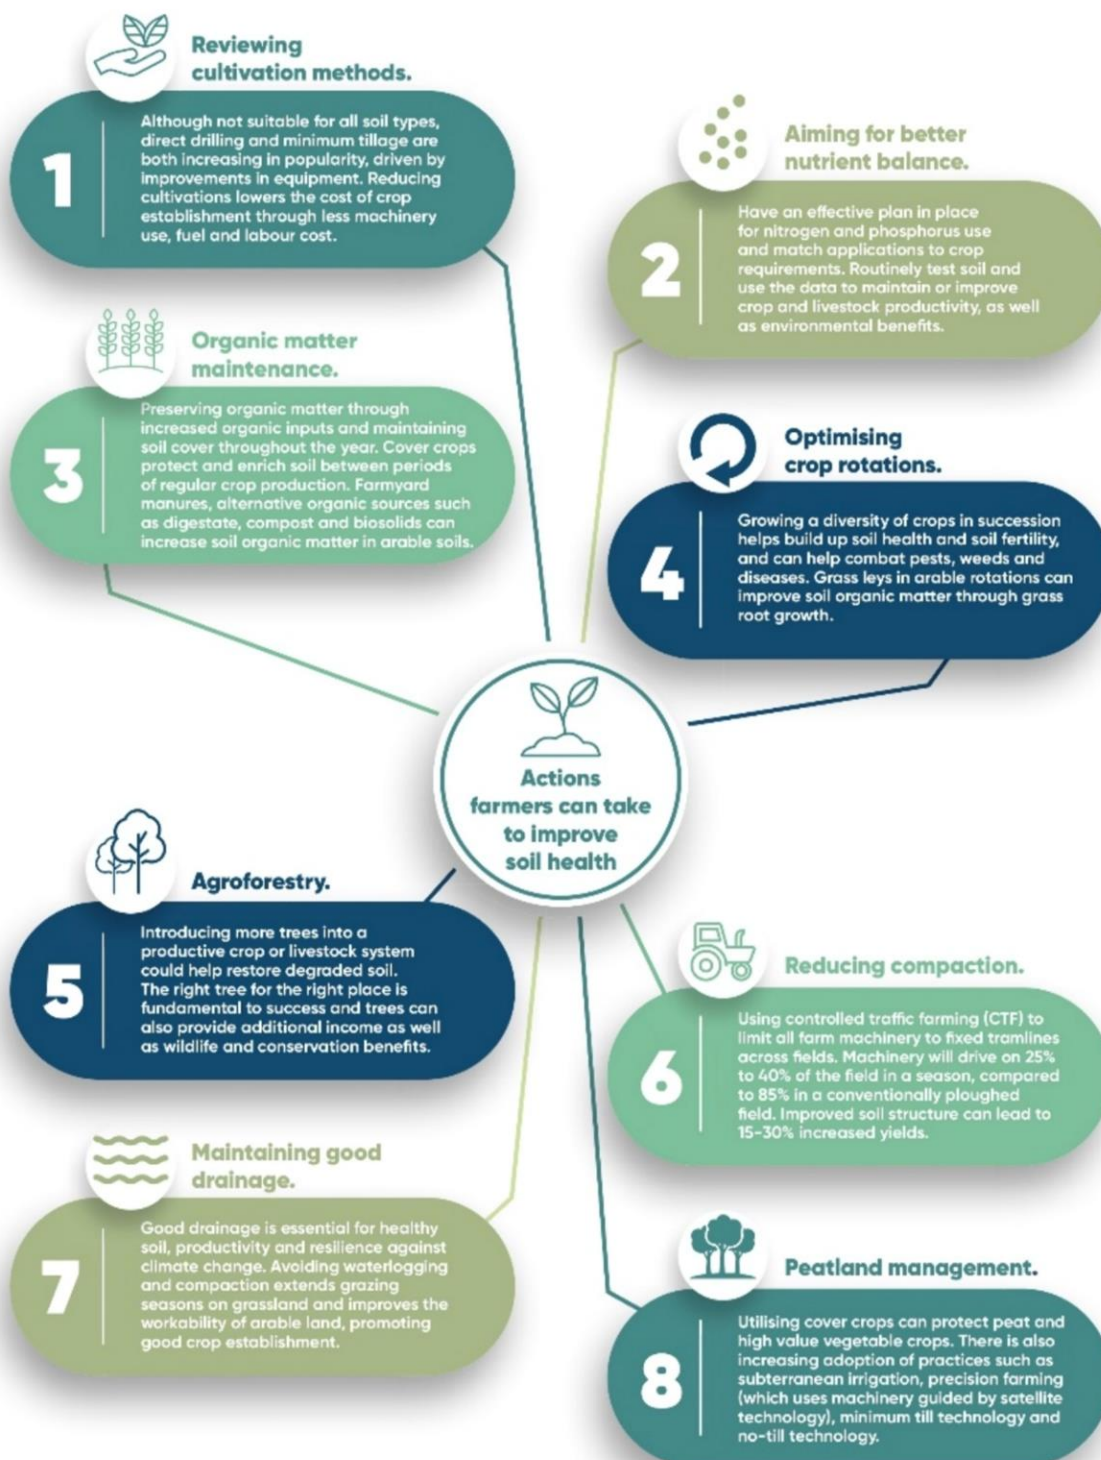 Reviewing
cultivation methods.
1
Although not suitable for all soil types,
direct drilling and minimum tillage are
both increasing in popularity, driven by
improvements in equipment. Reducing
cultivations lowers the cost of crop
establishment through less machinery
use, fuel and labour cost.
Aiming for better
nutrient balance.
2
Have an effective plan in place
for nitrogen and phosphorus use
and match applications to crop
requirements. Routinely test soil and
use the data to maintain or improve
crop and livestock productivity, as well
as environmental benefits.
Organic matter
maintenance.
3
Preserving organic matter through
increased organic inputs and maintaining
soil cover throughout the year. Cover crops
protect and enrich soil between periods
of regular crop production. Farmyard
manures, alternative organic sources such
as digestate, compost and biosolids can
increase soil organic matter in arable soils.
Optimising
crop rotations.
4
Growing a diversity of crops in succession
helps build up soil health and soil fertility,
and can help combat pests, weeds and
diseases. Grass leys in arable rotations can
improve soil organic matter through grass
root growth.
Actions
farmers can take
to improve
soil health
Agroforestry.
5
Introducing more trees into a
productive crop or livestock system
could help restore degraded soil.
The right tree for the right place is
fundamental to success and trees can
also provide additional income as well
as wildlife and conservation benefits.
Reducing compaction.
6
Using controlled traffic farming (CTF) to
limit all farm machinery to fixed tramlines
across fields. Machinery will drive on 25%
to 40% of the field in a season, compared
to 85% in a conventionally ploughed
field. Improved soil structure can lead to
15-30% increased yields.
Maintaining good
drainage.
7
Good drainage is essential for healthy
soil, productivity and resilience against
climate change. Avoiding waterlogging
and compaction extends grazing
seasons on grassland and improves the
workability of arable land, promoting
good crop establishment.
Peatland management.
8
Utilising cover crops can protect peat and
high value vegetable crops. There is also
increasing adoption of practices such as
subterranean irrigation, precision farming
(which uses machinery guided by satellite
technology), minimum till technology and
no-till technology.